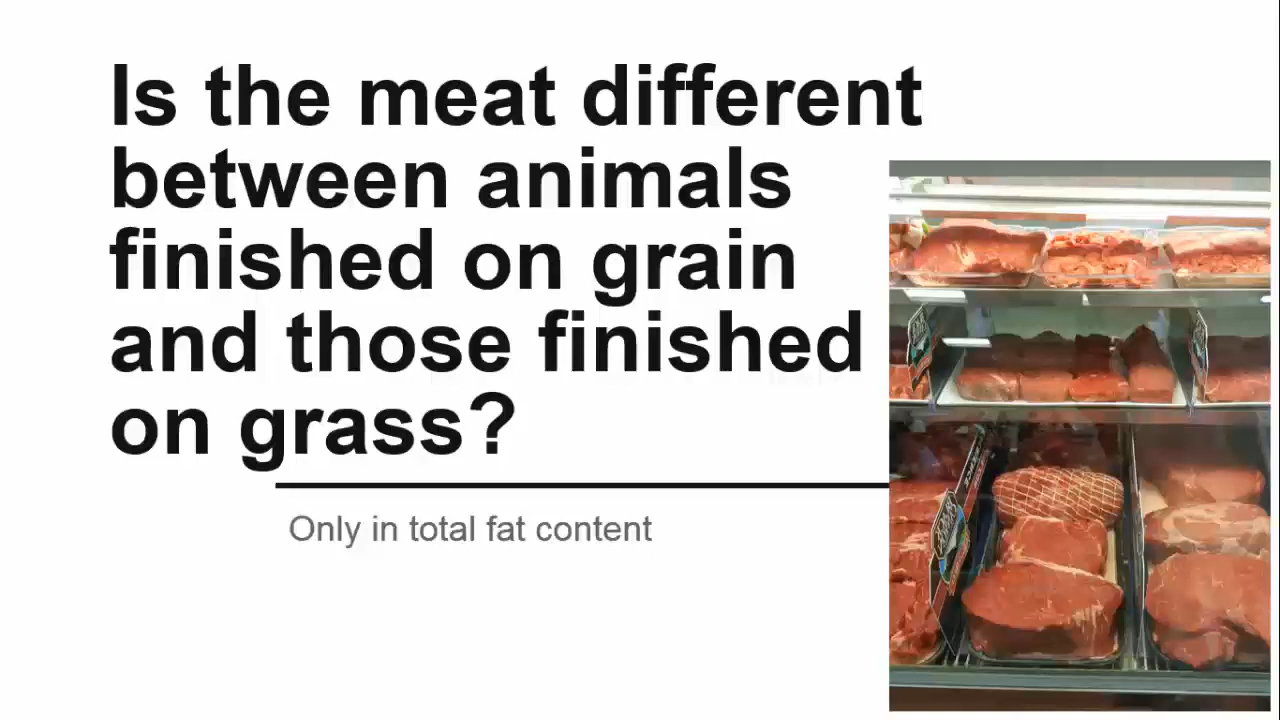 Is the meat different
between animals
finished on grain
and those finished
on grass?
Only in total fat content